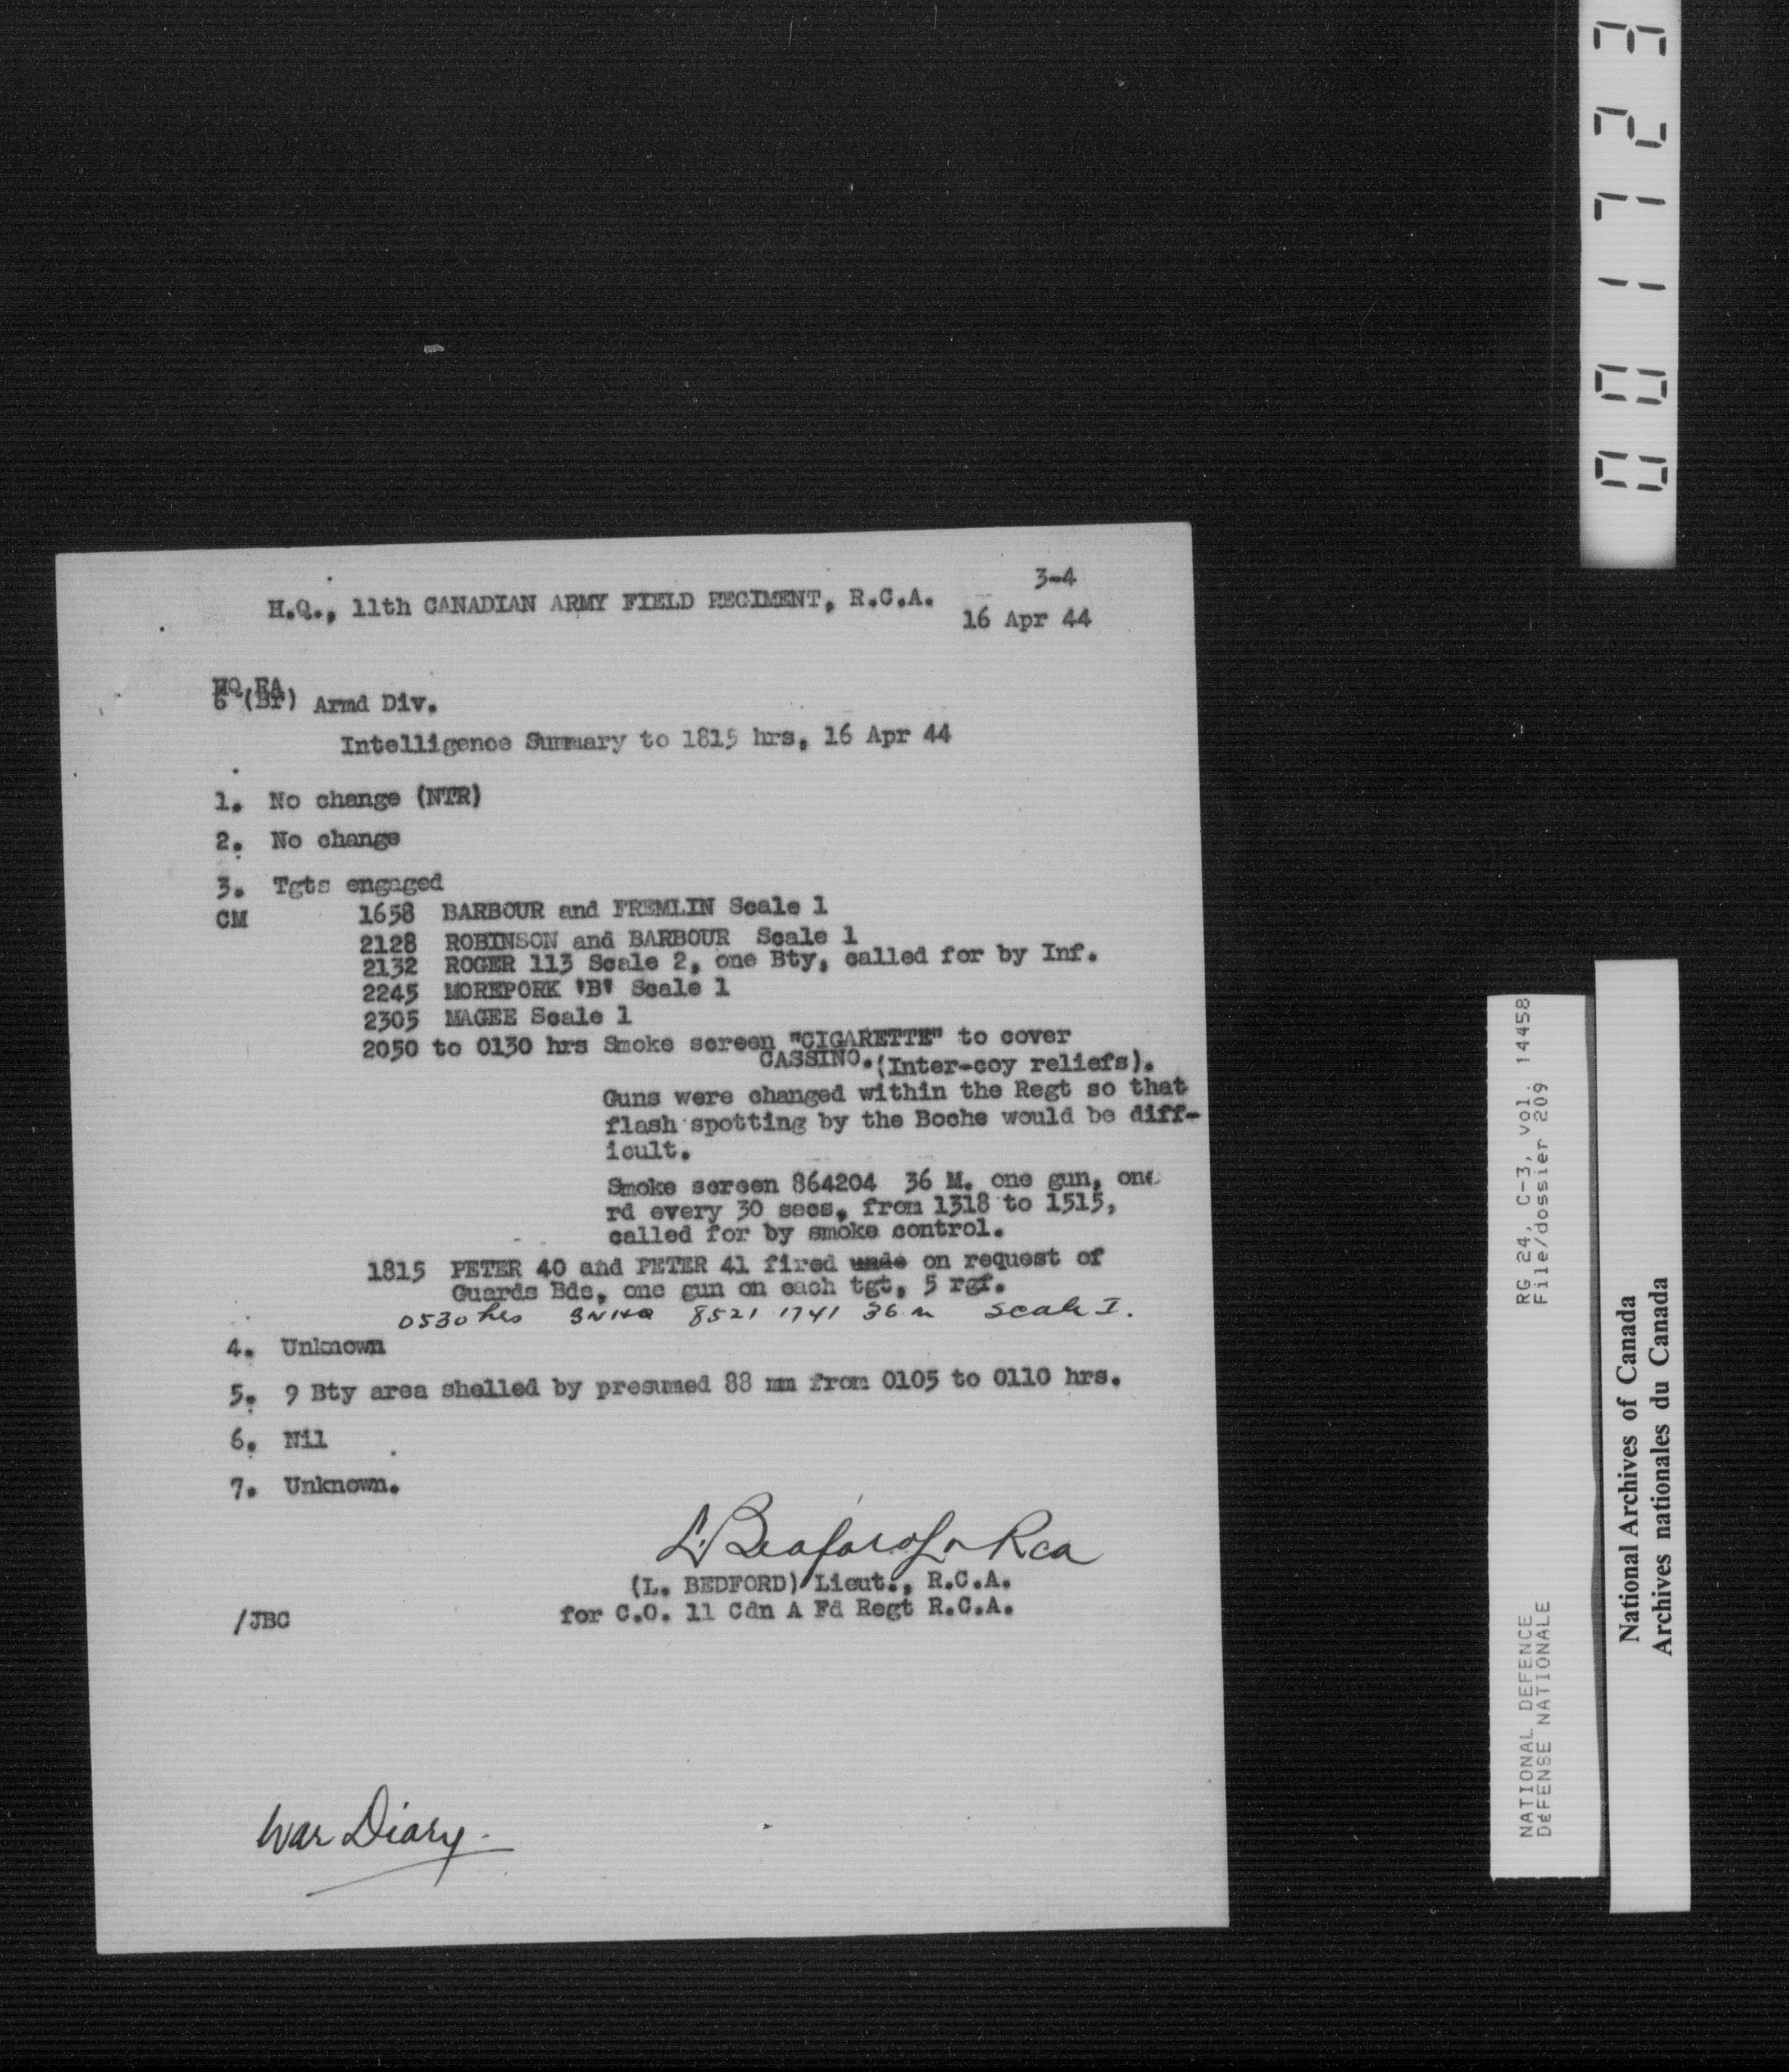 3-4
H.Q., 11th CANADIAN ARMY FIELD REGIMENT, R.C.A.
16 Apr 44
HQ RA
6 (Br) Armd Div.
Intelligence Summary to 1815 hrs, 16 Apr 44
1. No change (NTR)
2. No change
3. Tgts engaged
CM 1658 BARBOUR and FREMLIN Scale 1
2128 ROBINSON and BARBOUR Scale 1
2132 ROGER 113 Scale 2, one Bty, called for by Inf.
2245 MOREPORK 'B' Scale 1
2305 MAGEE Scale 1
2050 to 0130 hrs Smoke screen "CIGARETTE" to cover
CASSINO. (Inter-coy reliefs).
Guns were changed within the Regt so that
flash spotting by the Boche would be diff-
icult.
Smoke screen 864204 36 M. one gun, one
rd every 30 secs, from 1318 to 1515,
called for by smoke control.
1815 PETER 40 and PETER 41 fired unde on request of
Guards Bde, one gun on each tgt, 5 rgf.
0530 hrs 8521 1741 36 m Scale I.
4. Unknown
5. 9 Bty area shelled by presumed 88 mm from 0105 to 0110 hrs.
6. Nil
7. Unknown.
L Bedford Lt Rca
(L. BEDFORD) Lieut., R.C.A.
for C.O. 11 Cdn A Fd Regt R.C.A.
/JBC
War Diary.
001723
RG 24, C-3, vol. 14458
File/dossier 209
NATIONAL DEFENCE
DÉFENSE NATIONALE
National Archives of Canada
Archives nationales du Canada